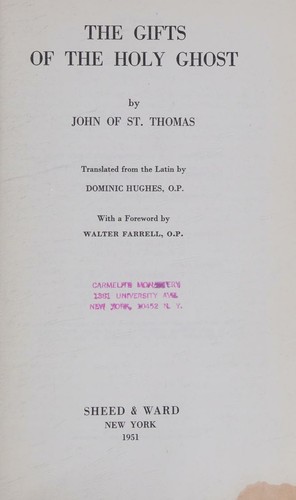 THE GIFTS
OF THE HOLY GHOST
by
JOHN OF ST. THOMAS
Translated from the Latin by
DOMINIC HUGHES, O.P.
With a Foreword by
WALTER FARRELL, O.P.
CARMELITE MONASTERY
1381 UNIVERSITY AVE.
NEW YORK, 10452 N. Y.
SHEED & WARD
NEW YORK
1951